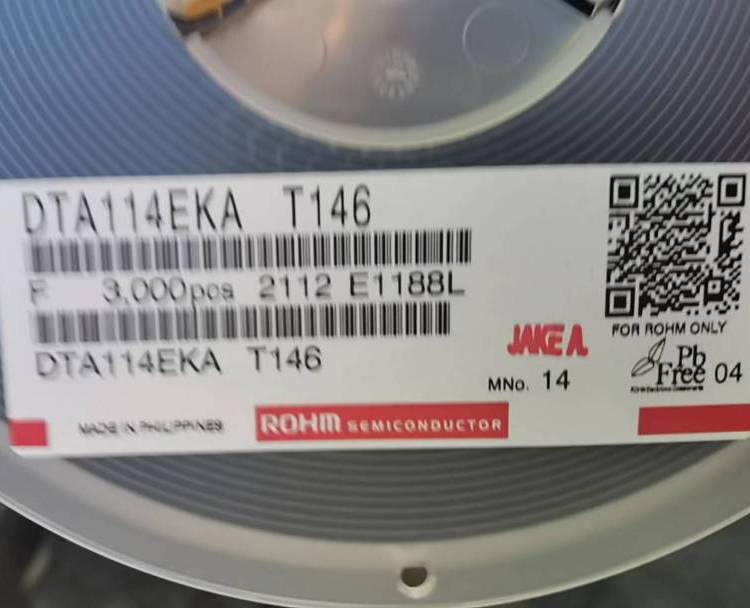 DTA114EKA T146
F 3,000pcs 2112 E1188L
DTA114EKA T146
JAKE A.
MNo. 14
FOR ROHM ONLY
Pb
Free 04
MADE IN PHILIPPINES
ROHM SEMICONDUCTOR